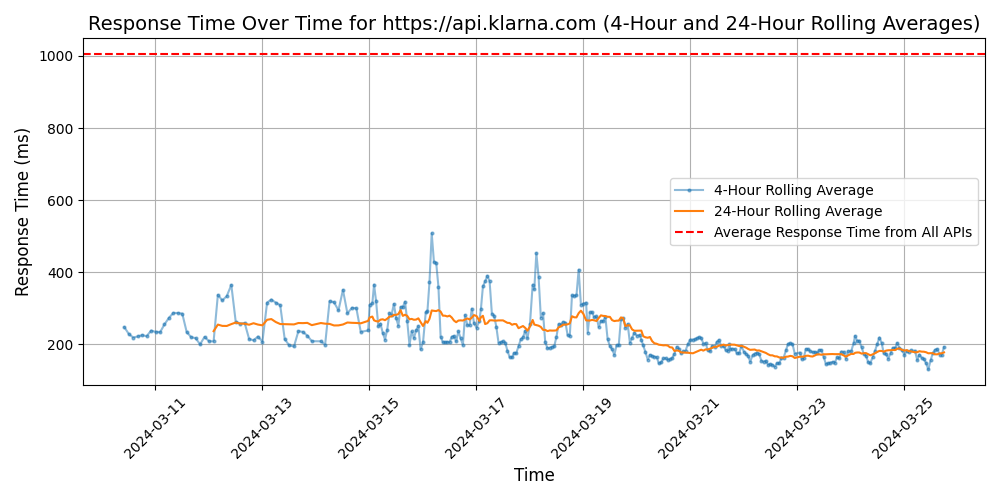 Response Time Over Time for https://api.klarna.com (4-Hour and 24-Hour Rolling Averages)
1000
800
600
400
200
Response Time (ms)
4-Hour Rolling Average
24-Hour Rolling Average
Average Response Time from All APIs
2024-03-11
2024-03-13
2024-03-15
2024-03-17
2024-03-19
2024-03-21
2024-03-23
2024-03-25
Time